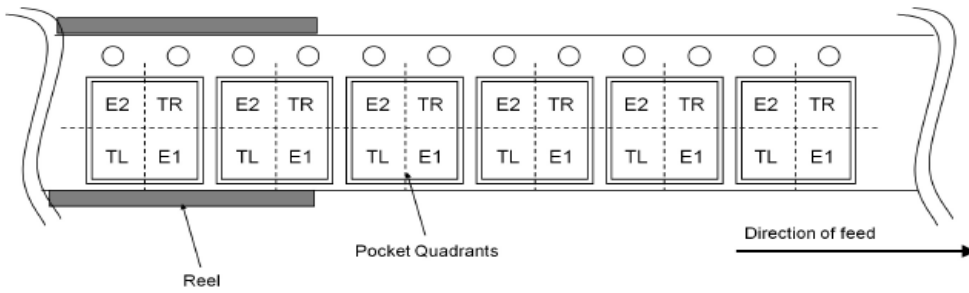 E2 TR E2 TR E2 TR E2 TR E2 TR E2 TR
TL E1 TL E1 TL E1 TL E1 TL E1 TL E1
Direction of feed
Pocket Quadrants
Reel